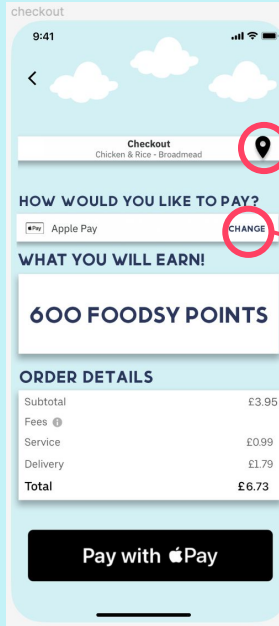 checkout
9:41
Checkout
Chicken & Rice - Broadmead
HOW WOULD YOU LIKE TO PAY?
Pay Apple Pay CHANGE
WHAT YOU WILL EARN!
600 FOODSY POINTS
ORDER DETAILS
Subtotal £3.95
Fees
Service £0.99
Delivery £1.79
Total £6.73
Pay with Pay